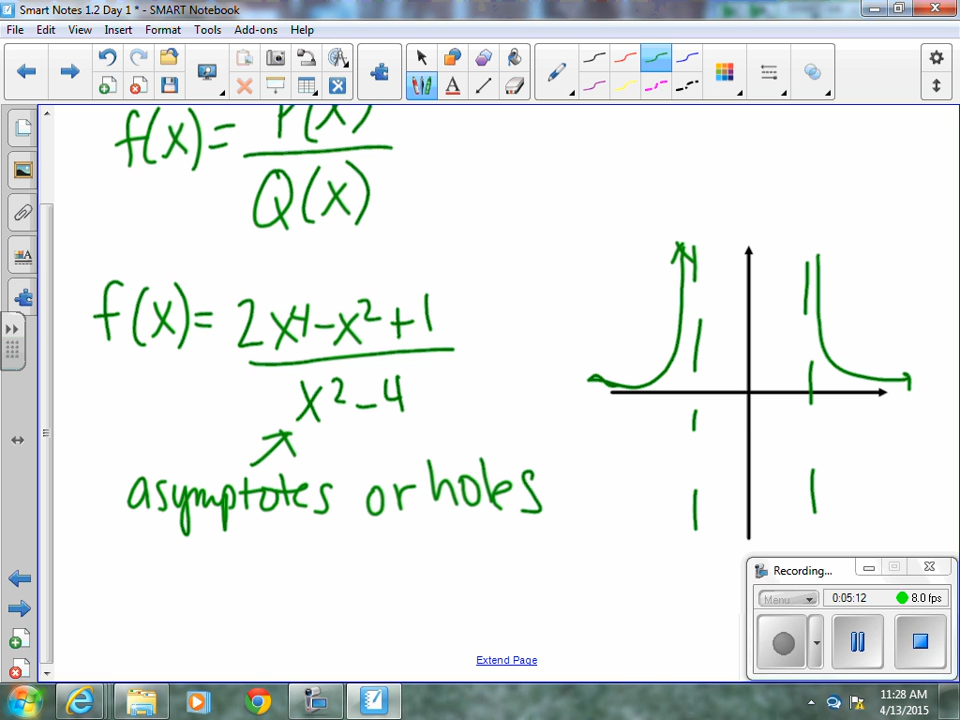 Smart Notes 1.2 Day 1 * - SMART Notebook
File Edit View Insert Format Tools Add-ons Help
f(x)= P(x)
Q(x)
f(x)= 2x4-x2+1
x2-4
asymptotes or holes
Recording...
Menu 0:05:12 8.0 fps
Extend Page
11:28 AM
4/13/2015